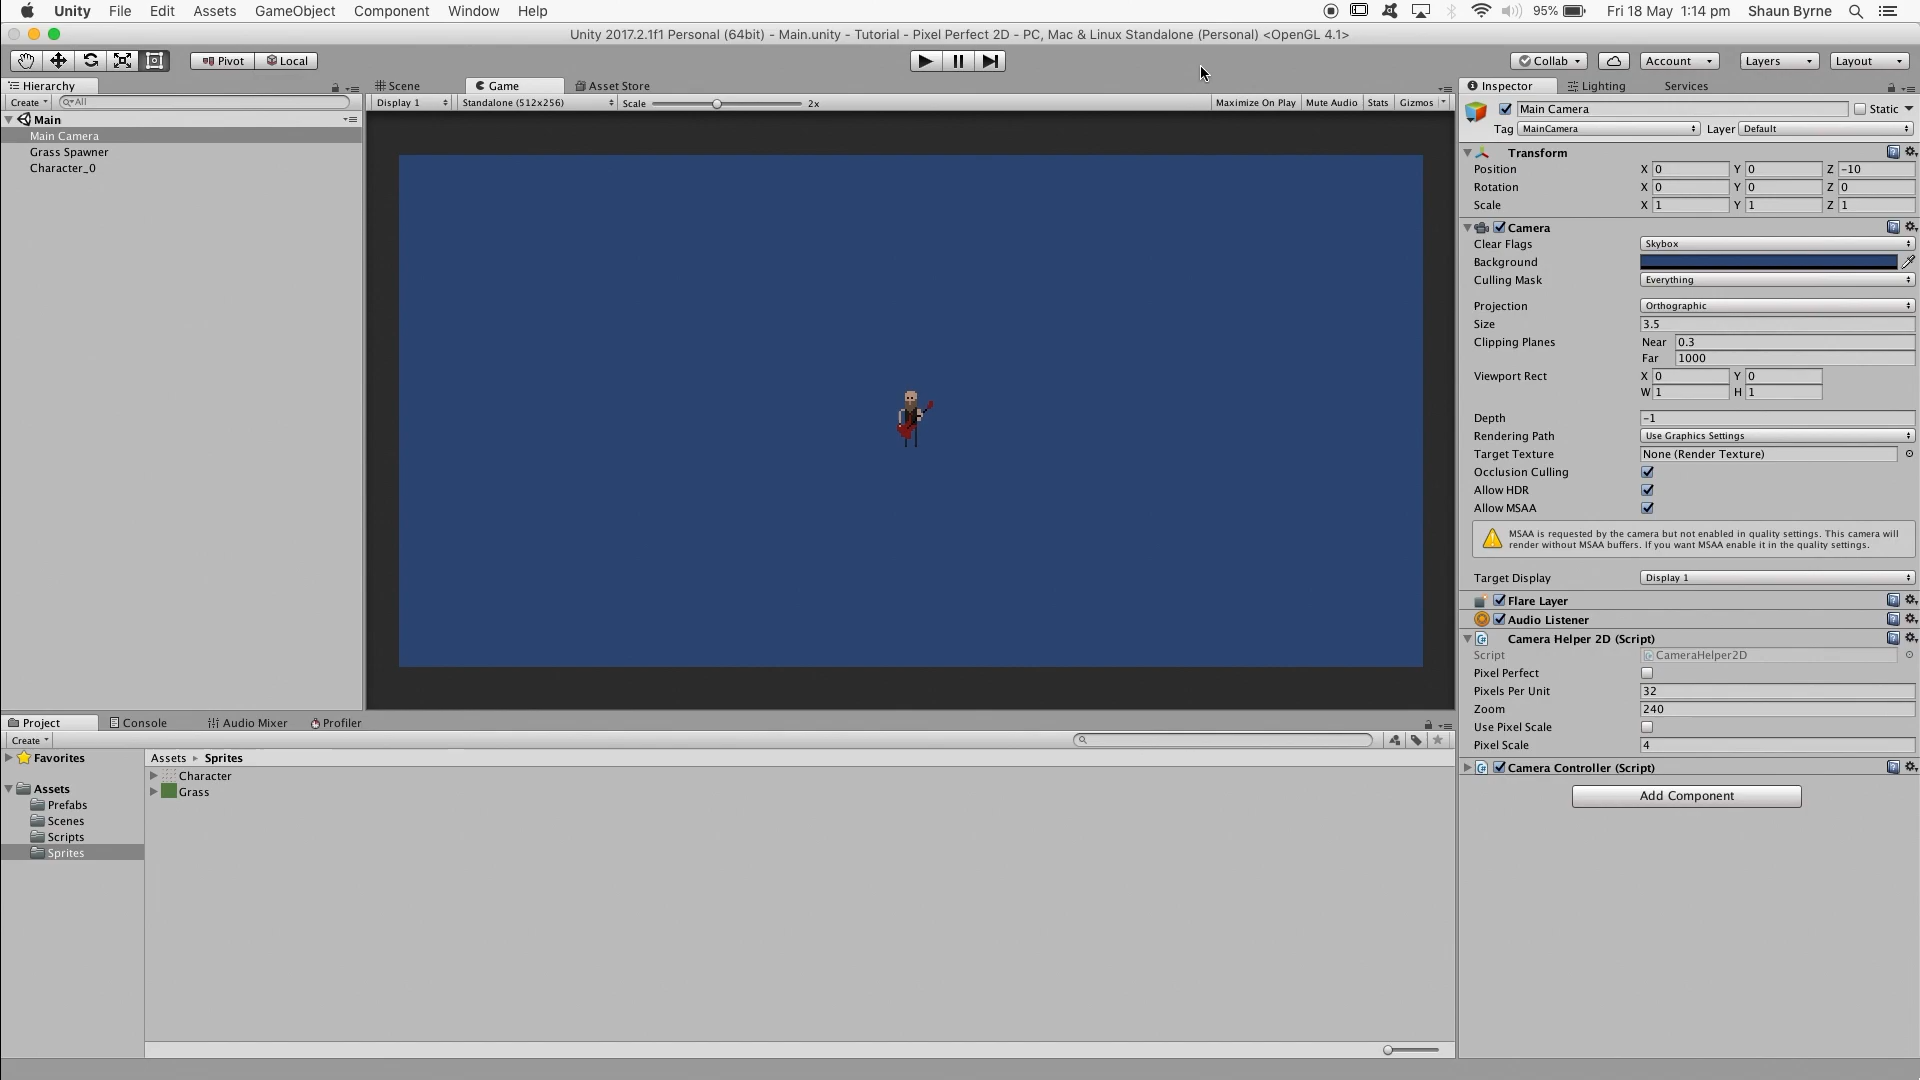 Unity File Edit Assets GameObject Component Window Help 95% Fri 18 May 1:14 pm Shaun Byrne
Unity 2017.2.1f1 Personal (64bit) - Main.unity - Tutorial - Pixel Perfect 2D - PC, Mac & Linux Standalone (Personal) <OpenGL 4.1>
Pivot Local Collab Account Layers Layout
Hierarchy Scene Game Asset Store Inspector Lighting Services
Create All Display 1 Standalone (512x256) Scale 2x Maximize On Play Mute Audio Stats Gizmos
Main
Main Camera
Grass Spawner
Character_0
Main Camera Static
Tag MainCamera Layer Default
Transform
Position X 0 Y 0 Z -10
Rotation X 0 Y 0 Z 0
Scale X 1 Y 1 Z 1
Camera
Clear Flags Skybox
Background
Culling Mask Everything
Projection Orthographic
Size 3.5
Clipping Planes Near 0.3
Far 1000
Viewport Rect X 0 Y 0
W 1 H 1
Depth -1
Rendering Path Use Graphics Settings
Target Texture None (Render Texture)
Occlusion Culling
Allow HDR
Allow MSAA
MSAA is requested by the camera but not enabled in quality settings. This camera will
render without MSAA buffers. If you want MSAA enable it in the quality settings.
Target Display Display 1
Flare Layer
Audio Listener
Camera Helper 2D (Script)
Script CameraHelper2D
Pixel Perfect
Pixels Per Unit 32
Zoom 240
Use Pixel Scale
Pixel Scale 4
Camera Controller (Script)
Add Component
Project Console Audio Mixer Profiler
Create
Favorites
Assets
Prefabs
Scenes
Scripts
Sprites
Assets Sprites
Character
Grass